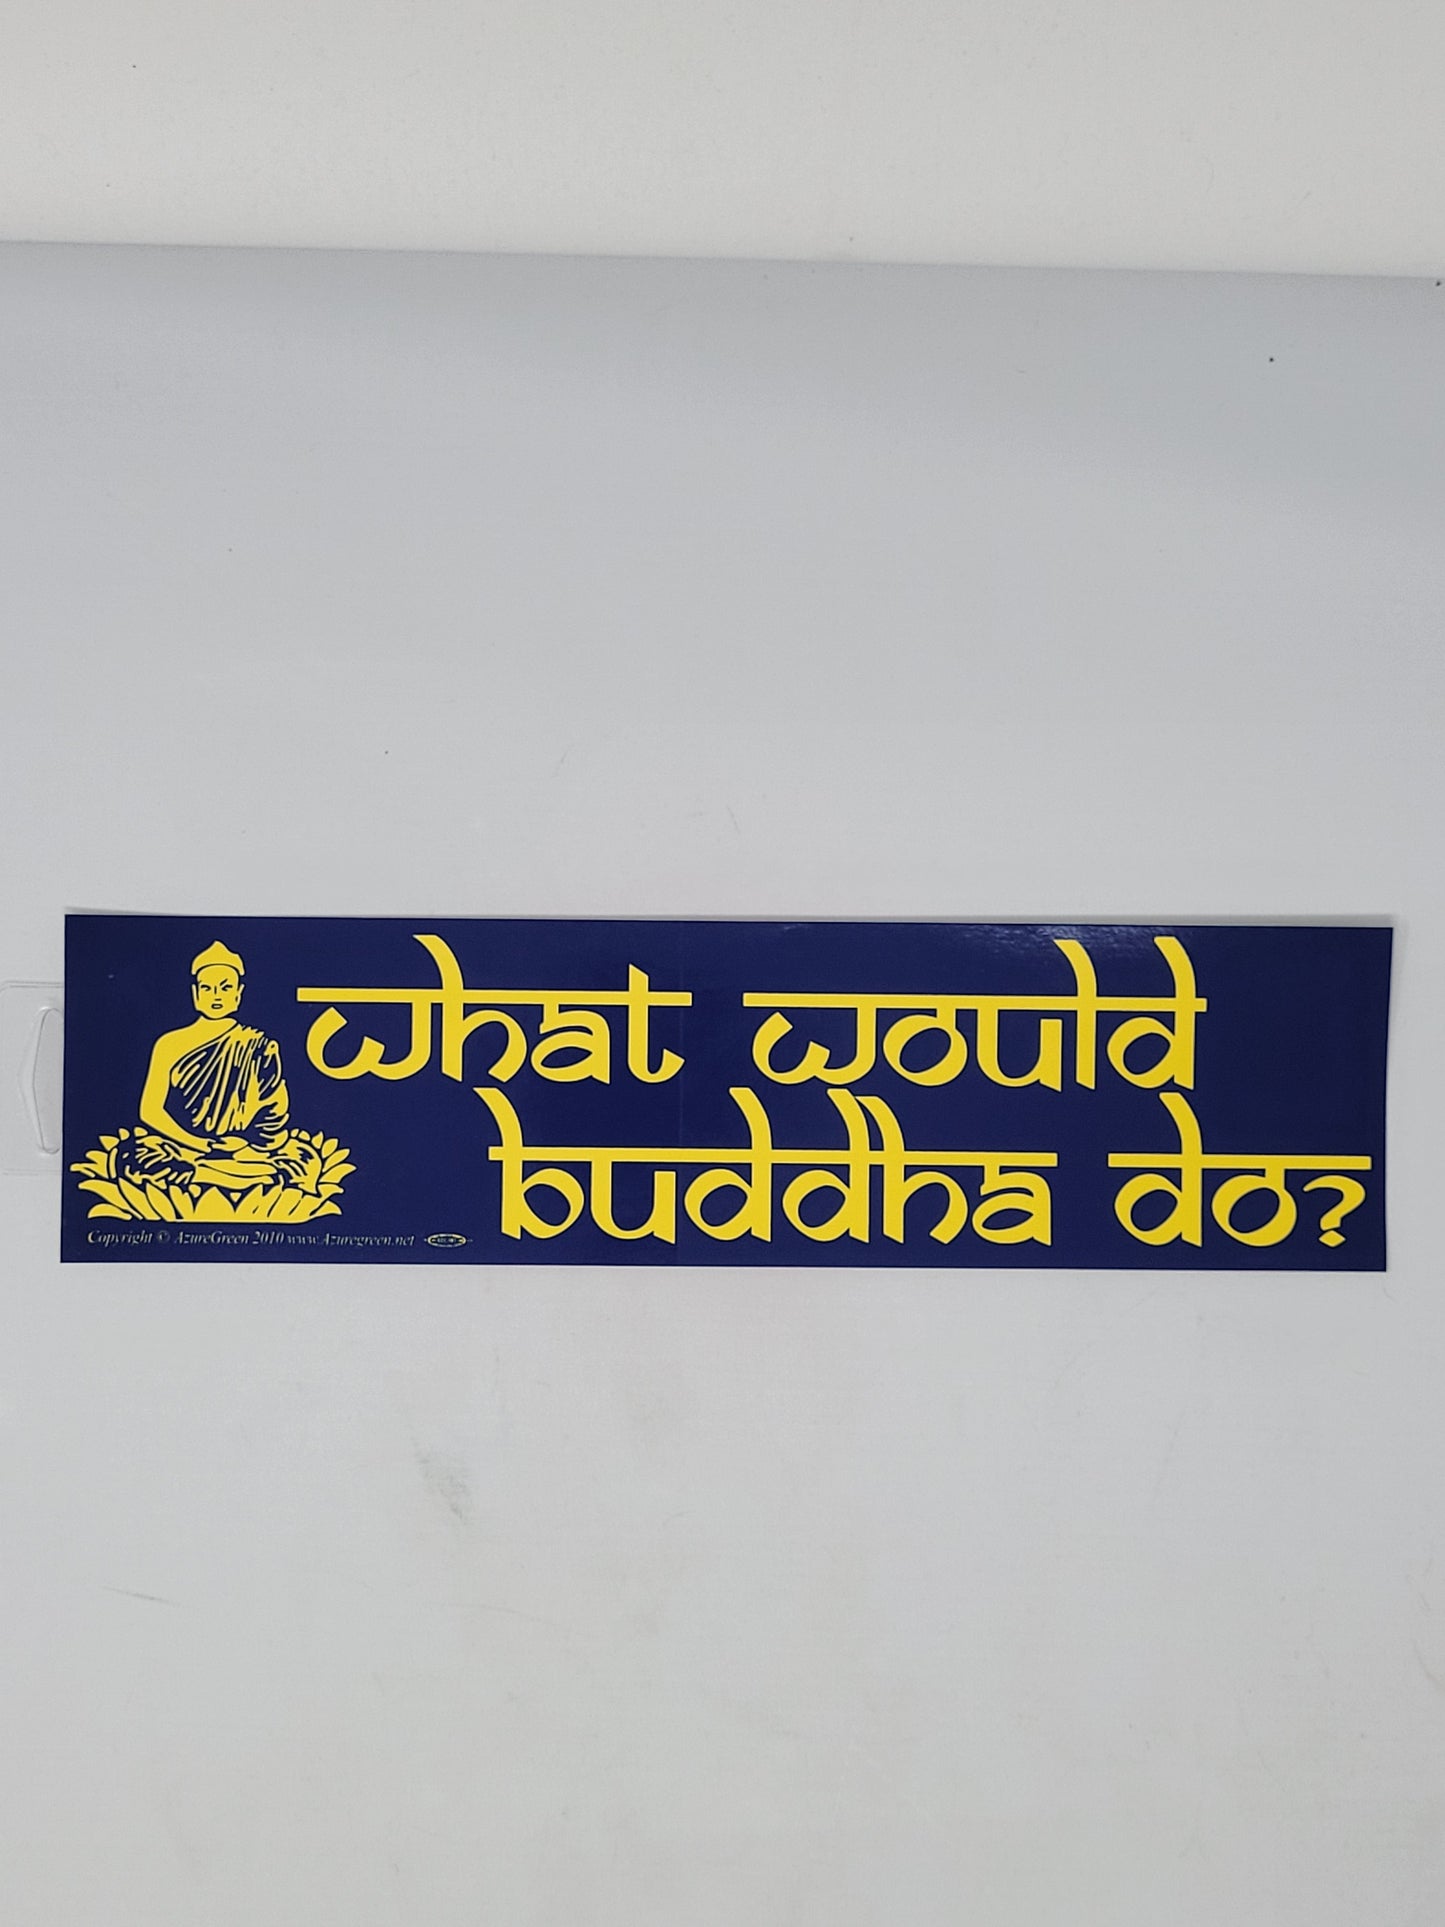 what would
buddha do?
Copyright © AzureGreen 2010 www.Azuregreen.net